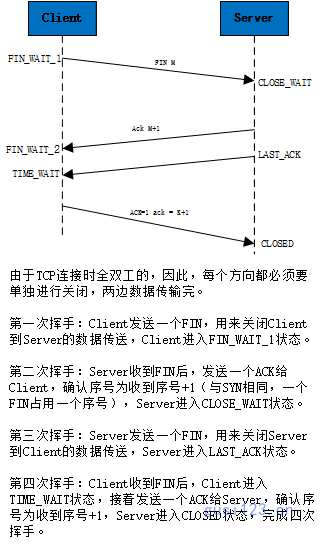 Client
Server
FIN_WAIT_1
FIN M
CLOSE_WAIT
Ack M+1
FIN_WAIT_2
LAST_ACK
TIME_WAIT
ACK=1 ack = K+1
CLOSED
由于TCP连接时全双工的，因此，每个方向都必须要
单独进行关闭，两边数据传输完。
第一次挥手：Client发送一个FIN，用来关闭Client
到Server的数据传送，Client进入FIN_WAIT_1状态。
第二次挥手：Server收到FIN后，发送一个ACK给
Client，确认序号为收到序号+1（与SYN相同，一个
FIN占用一个序号），Server进入CLOSE_WAIT状态。
第三次挥手：Server发送一个FIN，用来关闭Server
到Client的数据传送，Server进入LAST_ACK状态。
第四次挥手：Client收到FIN后，Client进入
TIME_WAIT状态，接着发送一个ACK给Server，确认序
号为收到序号+1，Server进入CLOSED状态，完成四次
挥手。